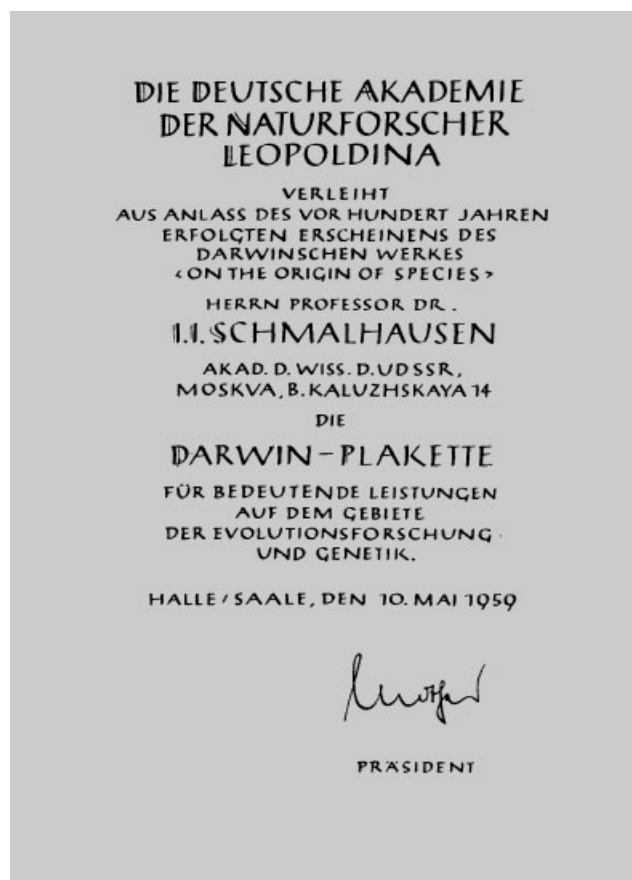 DIE DEUTSCHE AKADEMIE
DER NATURFORSCHER
LEOPOLDINA
VERLEIHT
AUS ANLASS DES VOR HUNDERT JAHREN
ERFOLGTEN ERSCHEINENS DES
DARWINSCHEN WERKES
<ON THE ORIGIN OF SPECIES>
HERRN PROFESSOR DR.
I.I. SCHMALHAUSEN
AKAD. D. WISS. D. UDSSR,
MOSKVA, B. KALUZHSKAYA 14
DIE
DARWIN-PLAKETTE
FÜR BEDEUTENDE LEISTUNGEN
AUF DEM GEBIETE
DER EVOLUTIONSFORSCHUNG
UND GENETIK.
HALLE/SAALE, DEN 10. MAI 1959
PRÄSIDENT